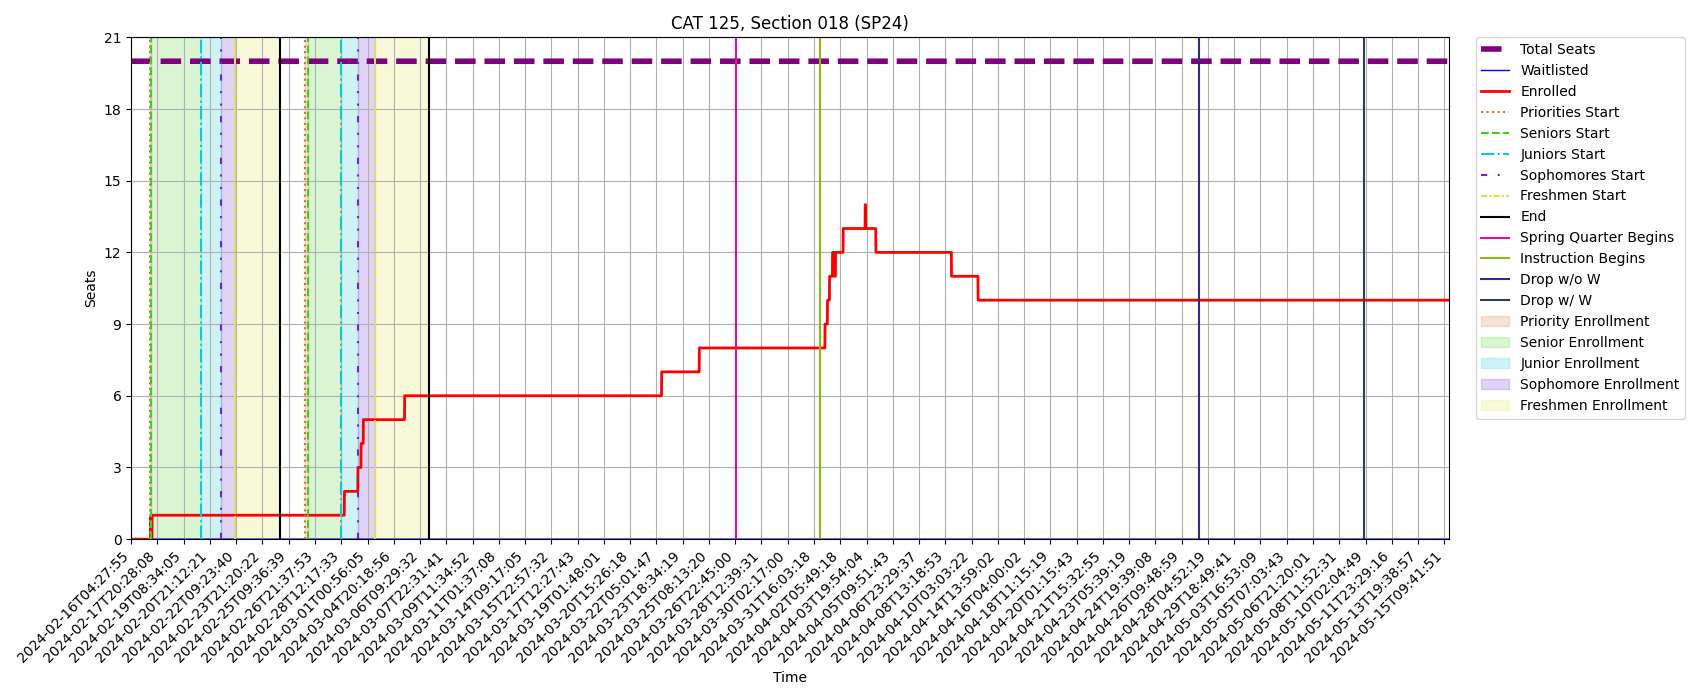 CAT 125, Section 018 (SP24)
Seats
21
18
15
12
9
6
3
0
2024-02-16T04:27:55
2024-02-17T20:28:08
2024-02-19T08:34:05
2024-02-20T21:12:21
2024-02-22T09:23:40
2024-02-23T21:20:22
2024-02-25T09:36:39
2024-02-26T21:37:53
2024-02-28T12:17:33
2024-03-01T00:56:05
2024-03-04T20:18:56
2024-03-06T09:29:32
2024-03-07T22:31:41
2024-03-11T01:34:52
2024-03-12T11:37:08
2024-03-14T09:17:05
2024-03-15T22:57:32
2024-03-17T12:27:43
2024-03-19T01:48:01
2024-03-20T15:26:18
2024-03-22T05:01:47
2024-03-23T18:34:19
2024-03-25T08:13:20
2024-03-26T22:45:00
2024-03-28T12:39:31
2024-03-30T02:17:00
2024-03-31T16:03:18
2024-04-02T05:49:18
2024-04-03T19:54:04
2024-04-05T09:51:43
2024-04-06T23:29:37
2024-04-08T13:18:53
2024-04-10T03:03:22
2024-04-14T13:59:02
2024-04-16T04:00:02
2024-04-18T11:15:19
2024-04-20T01:15:43
2024-04-21T15:32:55
2024-04-23T05:39:19
2024-04-24T19:39:08
2024-04-26T09:48:59
2024-04-28T04:52:19
2024-04-29T18:49:41
2024-05-03T16:53:09
2024-05-05T07:03:43
2024-05-06T21:20:01
2024-05-08T11:52:31
2024-05-10T02:04:49
2024-05-11T23:29:16
2024-05-13T19:38:57
2024-05-15T09:41:51
Time
Total Seats
Waitlisted
Enrolled
Priorities Start
Seniors Start
Juniors Start
Sophomores Start
Freshmen Start
End
Spring Quarter Begins
Instruction Begins
Drop w/o W
Drop w/ W
Priority Enrollment
Senior Enrollment
Junior Enrollment
Sophomore Enrollment
Freshmen Enrollment